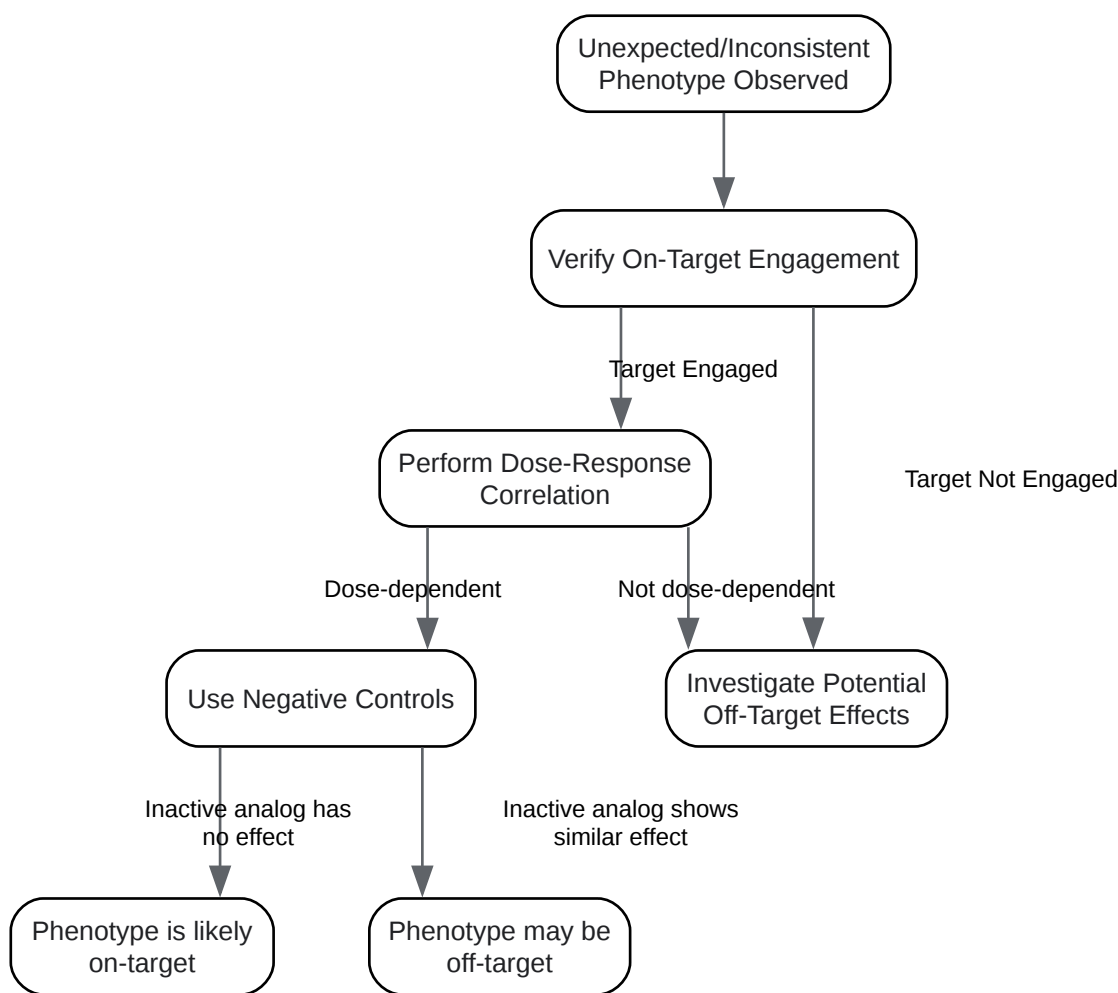 Unexpected/Inconsistent
Phenotype Observed
Verify On-Target Engagement
Target Engaged
Perform Dose-Response
Correlation
Target Not Engaged
Dose-dependent
Not dose-dependent
Use Negative Controls
Investigate Potential
Off-Target Effects
Inactive analog has
no effect
Inactive analog shows
similar effect
Phenotype is likely
on-target
Phenotype may be
off-target